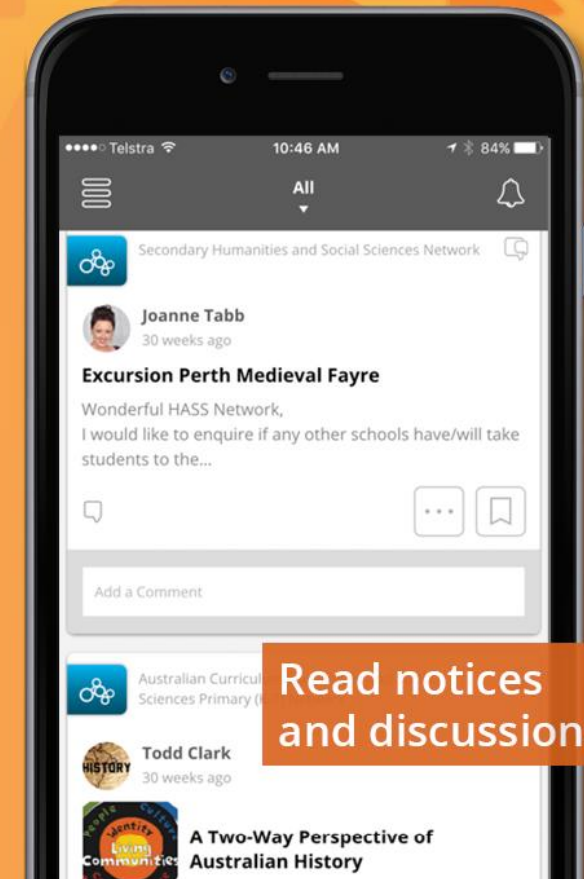 Telstra
10:46 AM
84%
All
Secondary Humanities and Social Sciences Network
Joanne Tabb
30 weeks ago
Excursion Perth Medieval Fayre
Wonderful HASS Network,
I would like to enquire if any other schools have/will take
students to the...
Add a Comment
Australian
Sciences Primary
Read notices
and discussion
Todd Clark
HISTORY
30 weeks ago
People
Identity
Living
Communities
A Two-Way Perspective of
Australian History